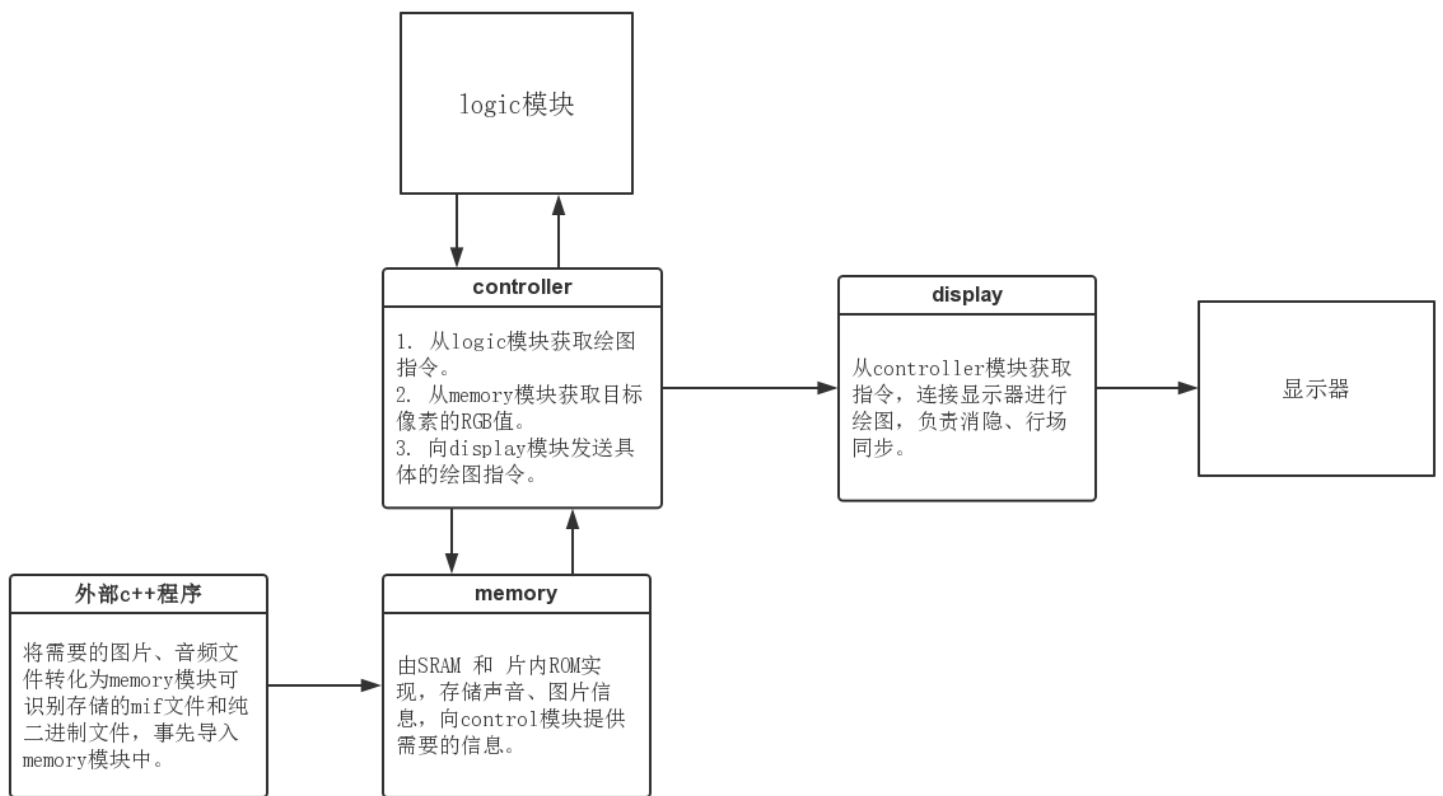 logic模块
controller
1. 从logic模块获取绘图
指令。
2. 从memory模块获取目标
像素的RGB值。
3. 向display模块发送具
体的绘图指令。
display
从controller模块获取
指令，连接显示器进行
绘图，负责消隐、行场
同步。
显示器
外部c++程序
将需要的图片、音频文
件转化为memory模块可
识别存储的mif文件和纯
二进制文件，事先导入
memory模块中。
memory
由SRAM 和 片内ROM实
现，存储声音、图片信
息，向control模块提供
需要的信息。